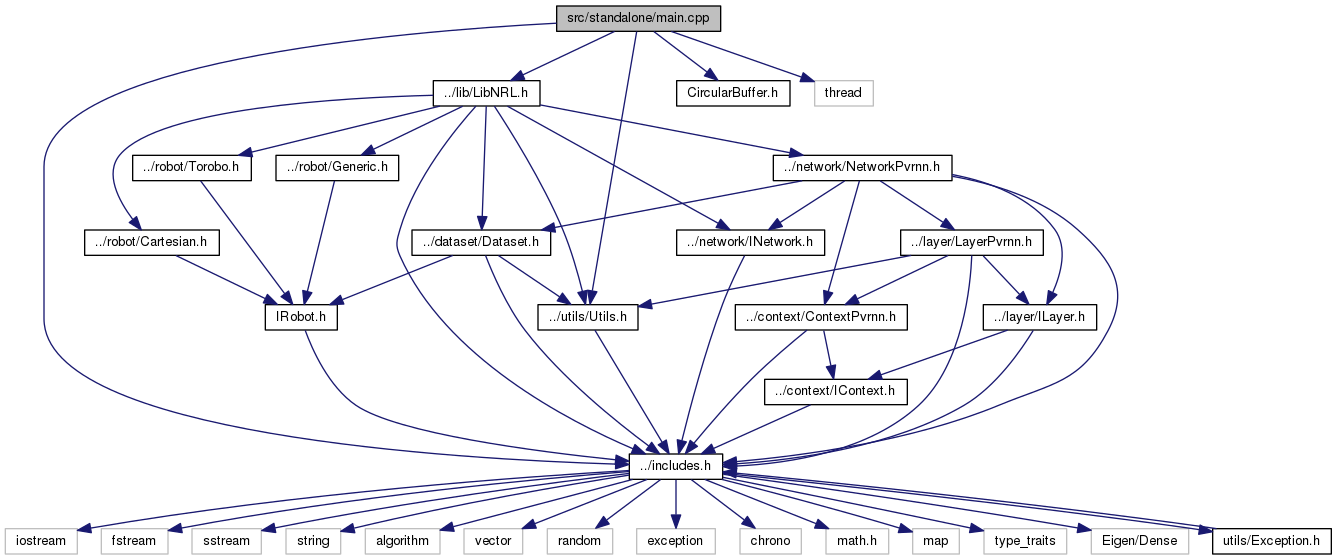 src/standalone/main.cpp
../lib/LibNRL.h
CircularBuffer.h
thread
../robot/Torobo.h
../robot/Generic.h
../network/NetworkPvrnn.h
../robot/Cartesian.h
../dataset/Dataset.h
../network/INetwork.h
../layer/LayerPvrnn.h
IRobot.h
../utils/Utils.h
../context/ContextPvrnn.h
../layer/ILayer.h
../context/IContext.h
../includes.h
iostream
fstream
sstream
string
algorithm
vector
random
exception
chrono
math.h
map
type_traits
Eigen/Dense
utils/Exception.h